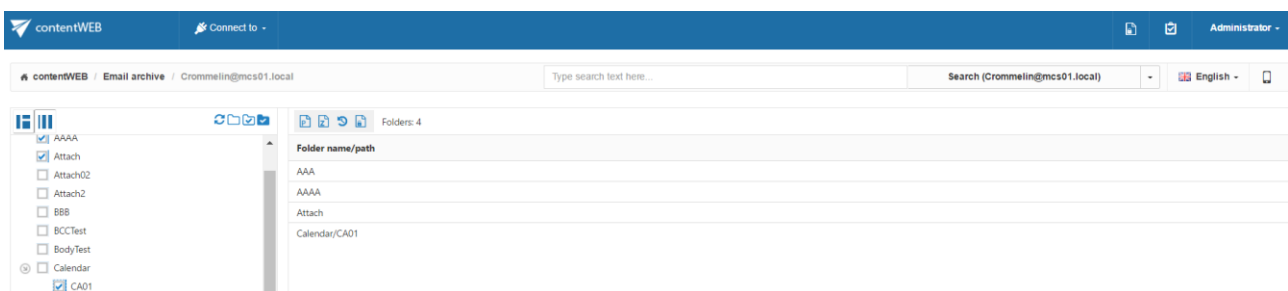 contentWEB
Connect to
Administrator
contentWEB / Email archive / Crommelin@mcs01.local
Type search text here...
Search (Crommelin@mcs01.local)
English
Folders: 4
AAAA
Attach
Attach02
Attach2
BBB
BCCTest
BodyTest
Calendar
CA01
Folder name/path
AAA
AAAA
Attach
Calendar/CA01